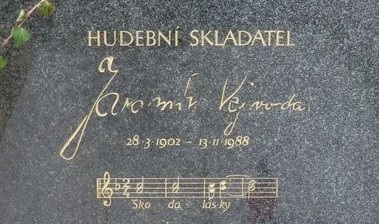 HUDEBNÍ SKLADATEL
Jaromír Vejvoda
28·3·1902 – 13·11·1988
Ško da lás ky